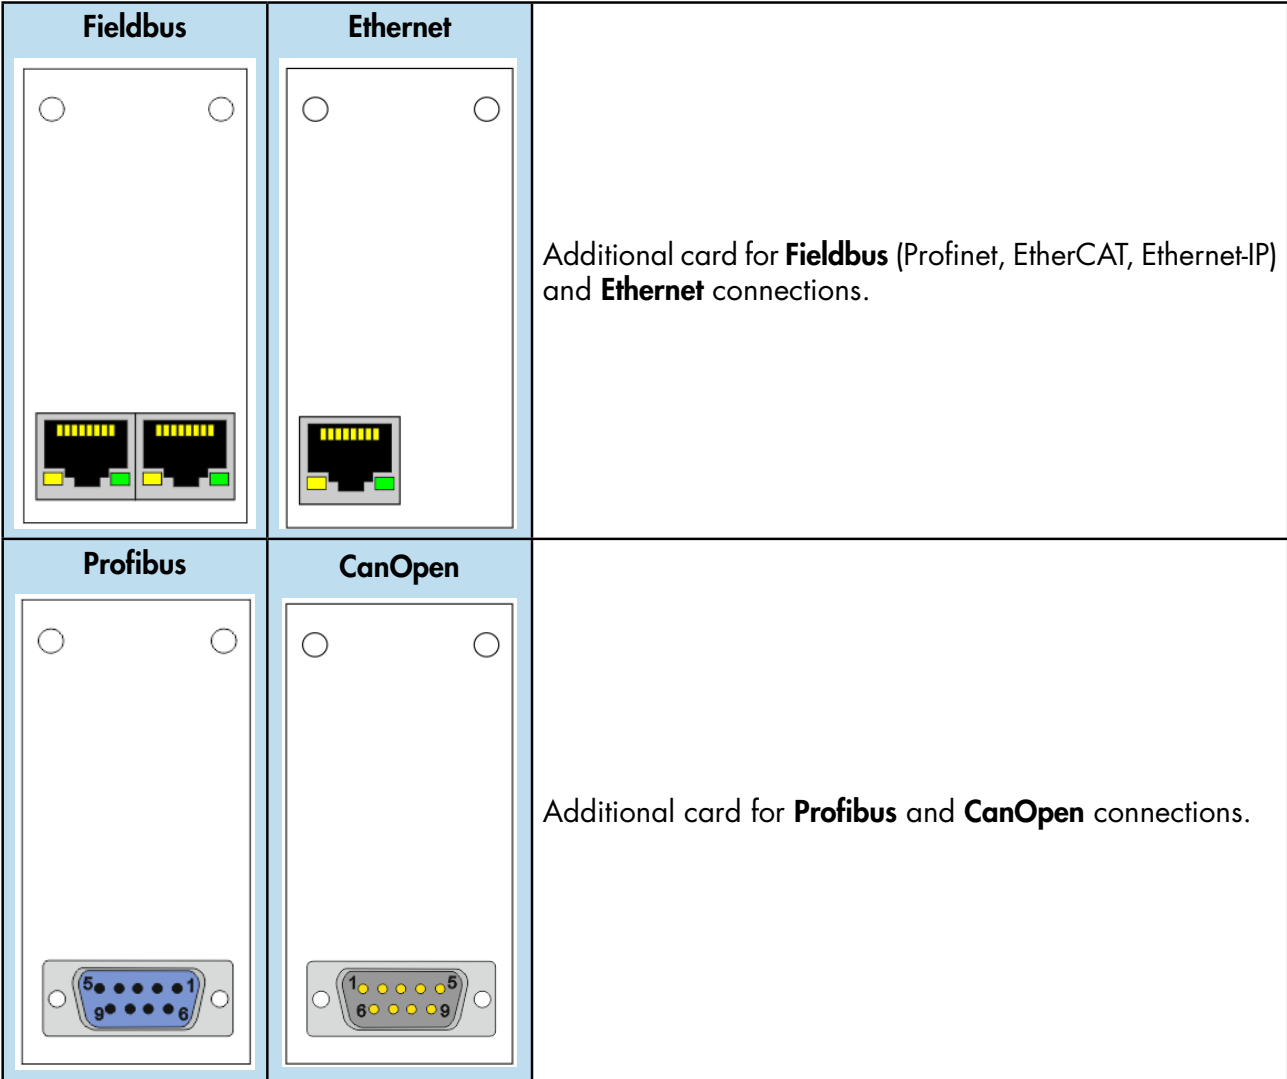 Fieldbus
Ethernet
Additional card for Fieldbus (Profinet, EtherCAT, Ethernet-IP)
and Ethernet connections.
Profibus
CanOpen
Additional card for Profibus and CanOpen connections.
5 1
9 6
1 5
6 9